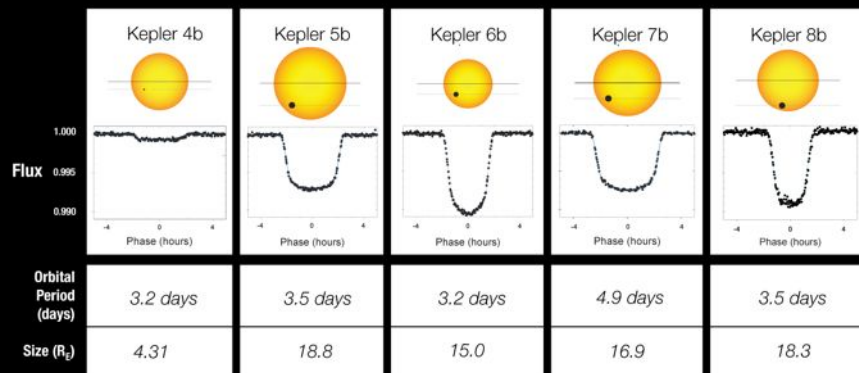 Kepler 4b
Kepler 5b
Kepler 6b
Kepler 7b
Kepler 8b
Flux
1.000
0.995
0.990
-4 0 4
-4 0 4
-4 0 4
-4 0 4
-4 0 4
Phase (hours)
Phase (hours)
Phase (hours)
Phase (hours)
Phase (hours)
Orbital
Period
(days)
3.2 days
3.5 days
3.2 days
4.9 days
3.5 days
Size (RE)
4.31
18.8
15.0
16.9
18.3